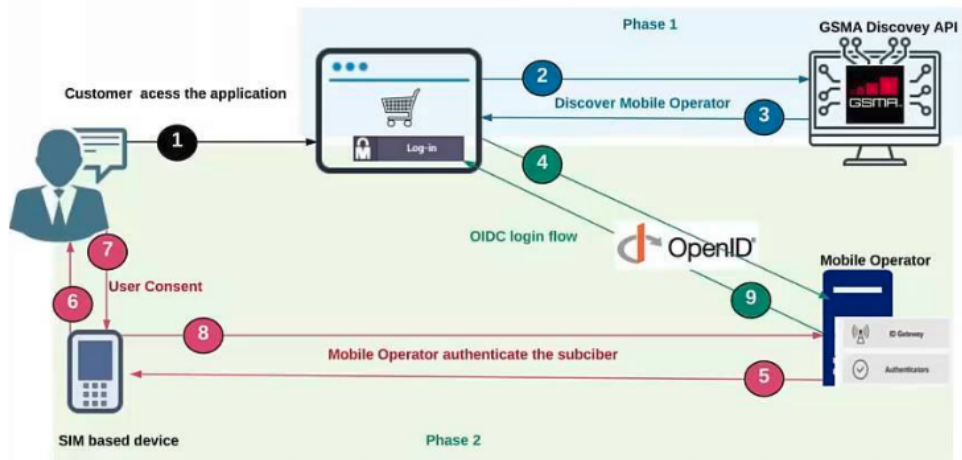 Phase 1
GSMA Discovey API
GSMA
Customer acess the application
2
Discover Mobile Operator
3
1
Log-in
4
OIDC login flow
OpenID
Mobile Operator
7
User Consent
6
8
9
ID Gateway
Mobile Operator authenticate the subciber
5
Authenticators
SIM based device
Phase 2